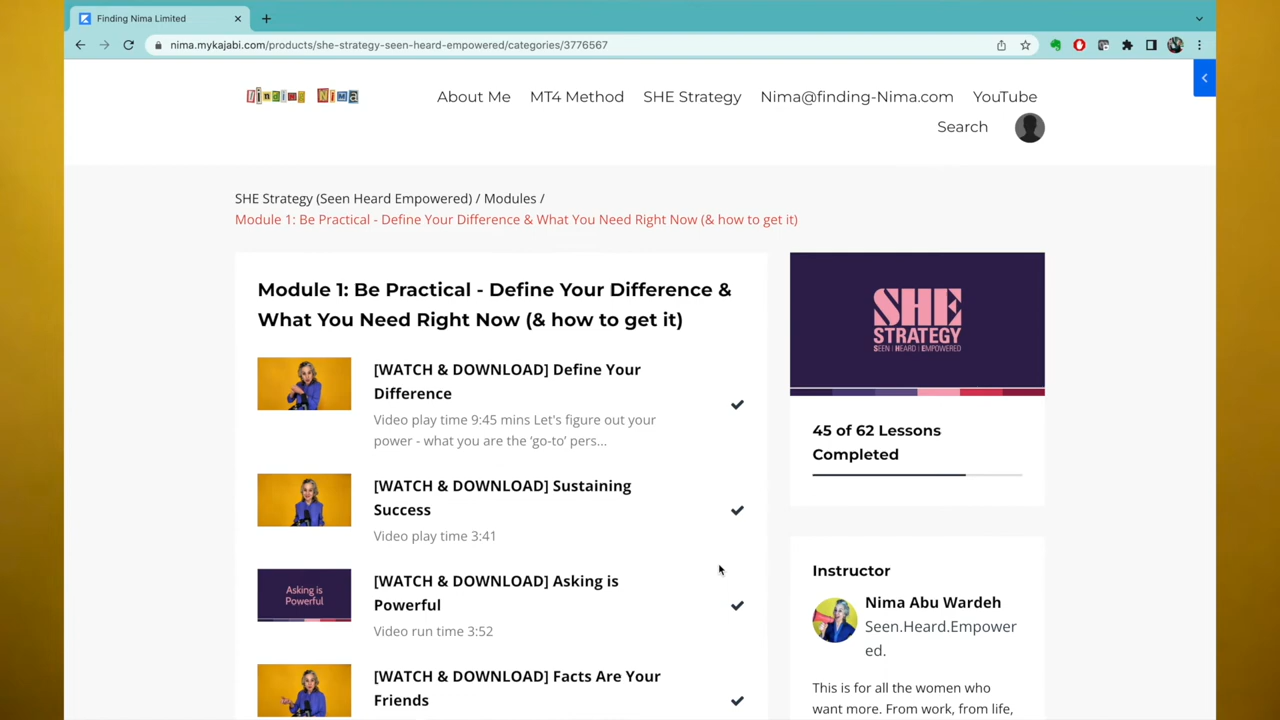 Finding Nima Limited
nima.mykajabi.com/products/she-strategy-seen-heard-empowered/categories/3776567
finding Nima
About Me
MT4 Method
SHE Strategy
Nima@finding-Nima.com
YouTube
Search
SHE Strategy (Seen Heard Empowered) / Modules /
Module 1: Be Practical - Define Your Difference & What You Need Right Now (& how to get it)
Module 1: Be Practical - Define Your Difference &
What You Need Right Now (& how to get it)
[WATCH & DOWNLOAD] Define Your
Difference
Video play time 9:45 mins Let's figure out your
power - what you are the ‘go-to’ pers...
[WATCH & DOWNLOAD] Sustaining
Success
Video play time 3:41
Asking is
Powerful
[WATCH & DOWNLOAD] Asking is
Powerful
Video run time 3:52
[WATCH & DOWNLOAD] Facts Are Your
Friends
SHE
STRATEGY
SEEN | HEARD | EMPOWERED
45 of 62 Lessons
Completed
Instructor
Nima Abu Wardeh
Seen.Heard.Empower
ed.
This is for all the women who
want more. From work, from life,